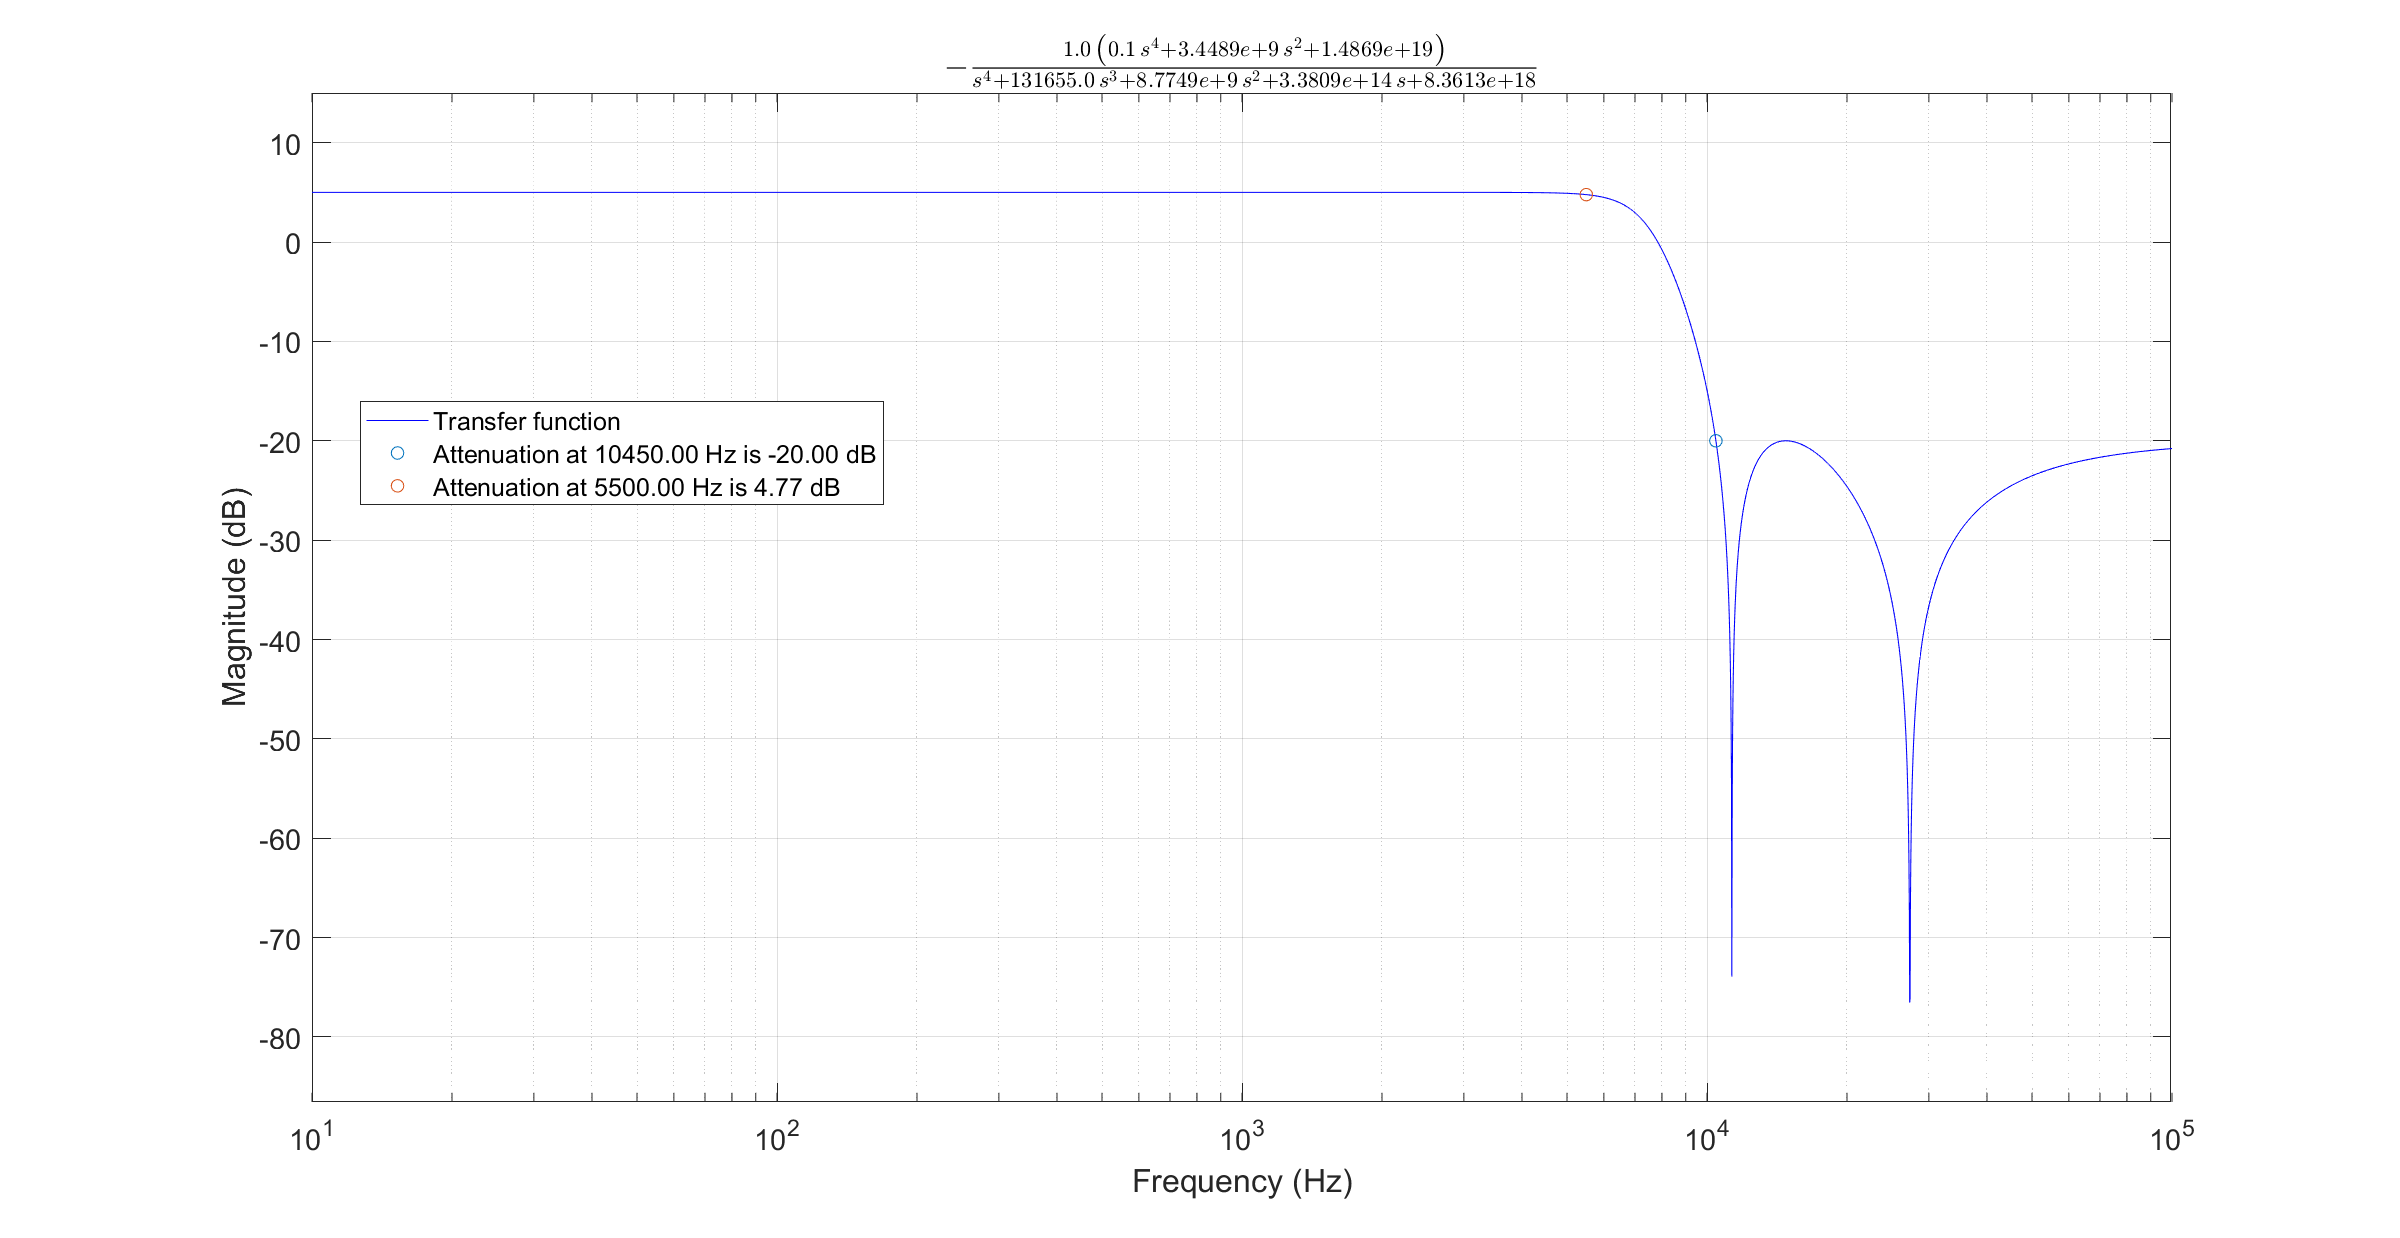 − 1.0 (0.1 s⁴+3.4489e+9 s²+1.4869e+19)
s⁴+131655.0 s³+8.7749e+9 s²+3.3809e+14 s+8.3613e+18
10
0
-10
-20
-30
-40
-50
-60
-70
-80
Magnitude (dB)
Transfer function
Attenuation at 10450.00 Hz is -20.00 dB
Attenuation at 5500.00 Hz is 4.77 dB
10¹ 10² 10³ 10⁴ 10⁵
Frequency (Hz)